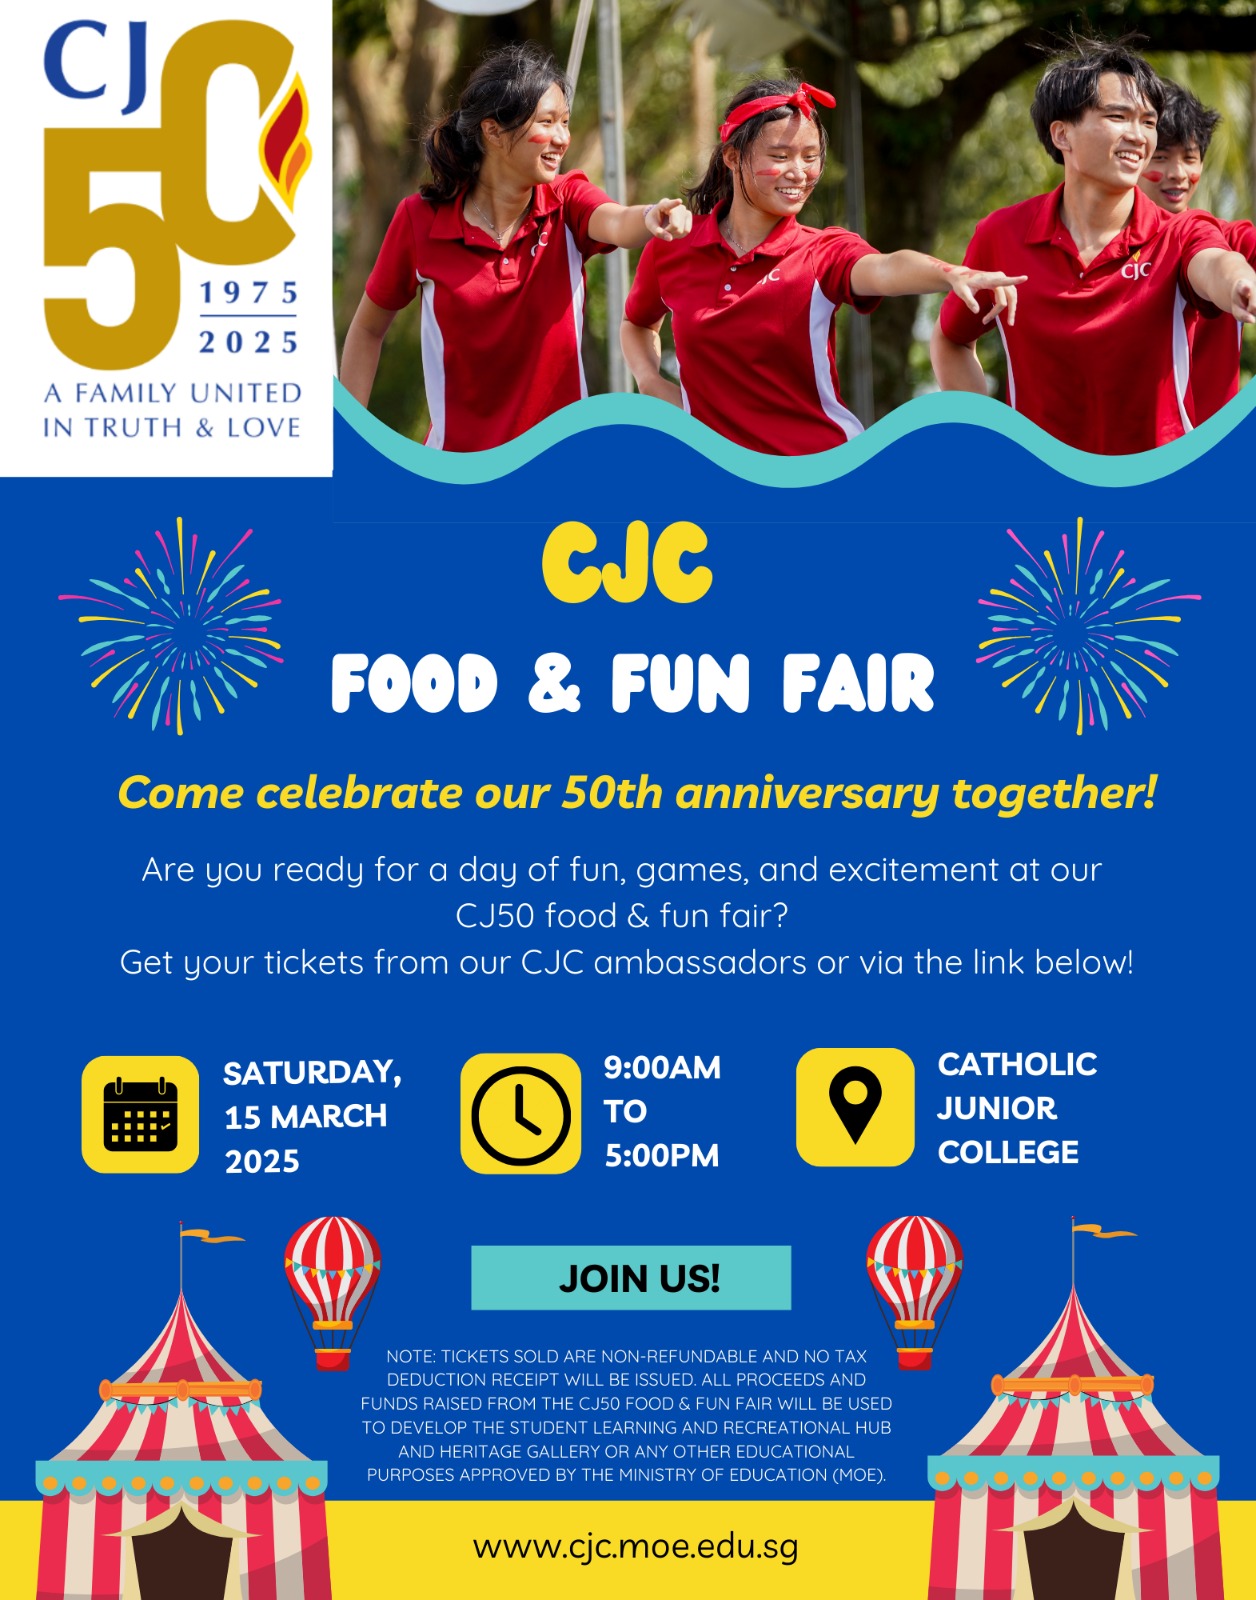 CJ
50
1975
2025
A FAMILY UNITED
IN TRUTH & LOVE
CJC
CJC
CJC
FOOD & FUN FAIR
Come celebrate our 50th anniversary together!
Are you ready for a day of fun, games, and excitement at our
CJ50 food & fun fair?
Get your tickets from our CJC ambassadors or via the link below!
SATURDAY,
15 MARCH
2025
9:00AM
TO
5:00PM
CATHOLIC
JUNIOR
COLLEGE
JOIN US!
NOTE: TICKETS SOLD ARE NON-REFUNDABLE AND NO TAX
DEDUCTION RECEIPT WILL BE ISSUED. ALL PROCEEDS AND
FUNDS RAISED FROM THE CJ50 FOOD & FUN FAIR WILL BE USED
TO DEVELOP THE STUDENT LEARNING AND RECREATIONAL HUB
AND HERITAGE GALLERY OR ANY OTHER EDUCATIONAL
PURPOSES APPROVED BY THE MINISTRY OF EDUCATION (MOE).
www.cjc.moe.edu.sg